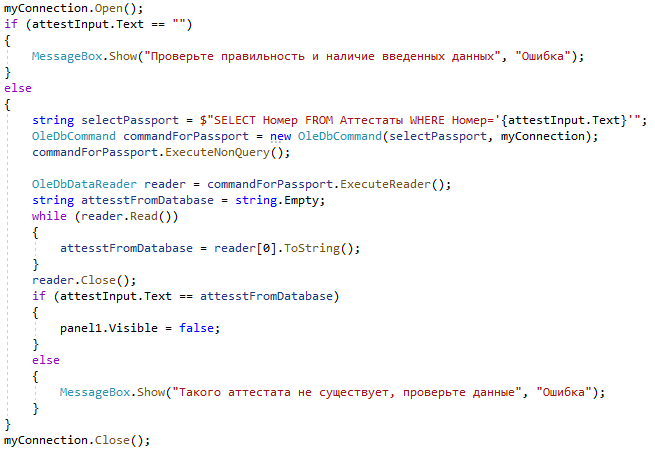 myConnection.Open();
if (attestInput.Text == "")
{
MessageBox.Show("Проверьте правильность и наличие введенных данных", "Ошибка");
}
else
{
string selectPassport = $"SELECT Номер FROM Аттестаты WHERE Номер='{attestInput.Text}'";
OleDbCommand commandForPassport = new OleDbCommand(selectPassport, myConnection);
commandForPassport.ExecuteNonQuery();
OleDbDataReader reader = commandForPassport.ExecuteReader();
string attesstFromDatabase = string.Empty;
while (reader.Read())
{
attesstFromDatabase = reader[0].ToString();
}
reader.Close();
if (attestInput.Text == attesstFromDatabase)
{
panel1.Visible = false;
}
else
{
MessageBox.Show("Такого аттестата не существует, проверьте данные", "Ошибка");
}
}
myConnection.Close();